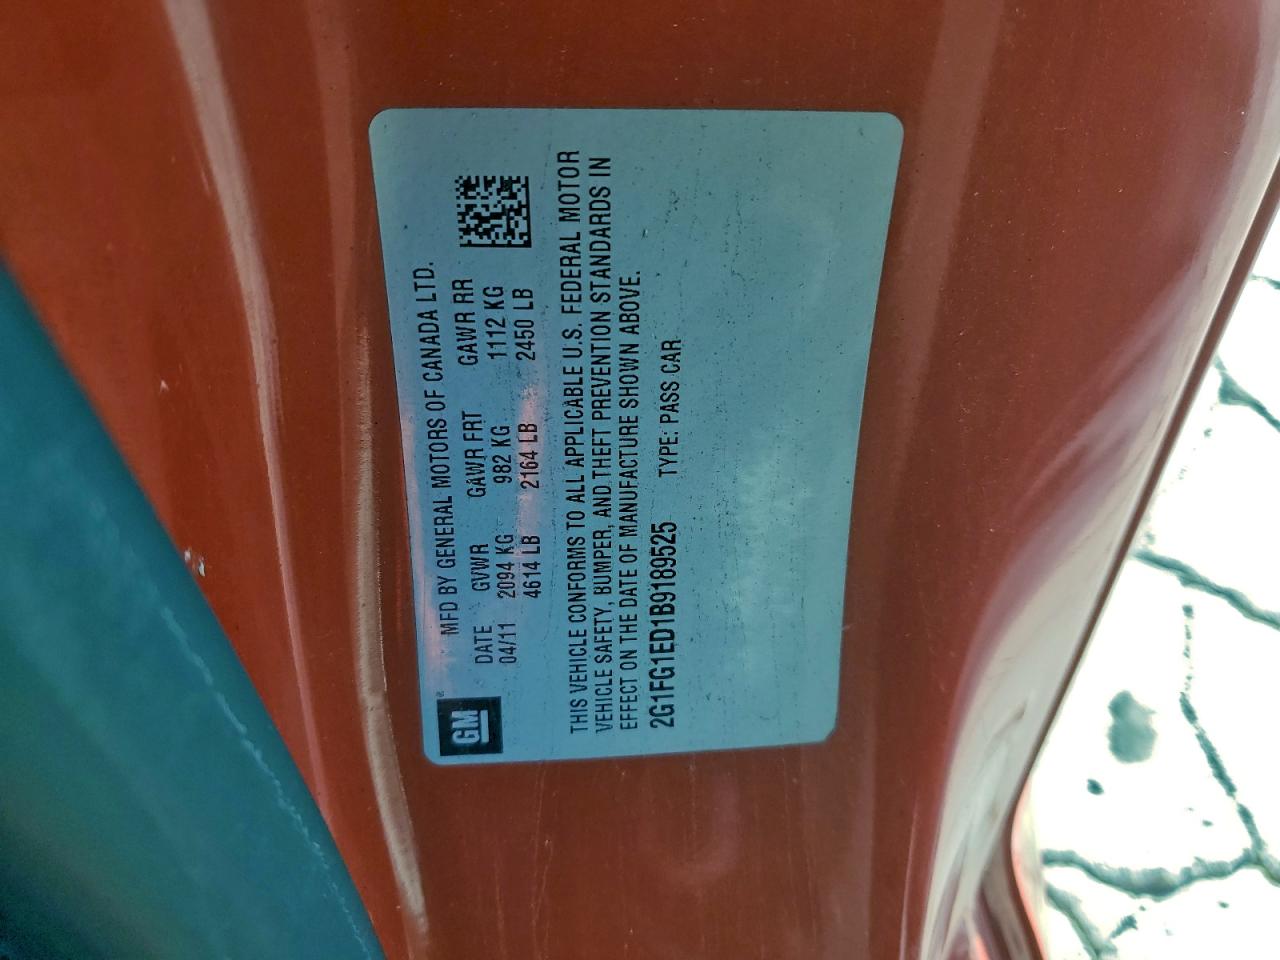 GM
MFD BY GENERAL MOTORS OF CANADA LTD.
DATE GVWR GAWR FRT GAWR RR
04/11 2094 KG 982 KG 1112 KG
4614 LB 2164 LB 2450 LB
THIS VEHICLE CONFORMS TO ALL APPLICABLE U.S. FEDERAL MOTOR
VEHICLE SAFETY, BUMPER, AND THEFT PREVENTION STANDARDS IN
EFFECT ON THE DATE OF MANUFACTURE SHOWN ABOVE.
2G1FG1ED1B9189525 TYPE: PASS CAR